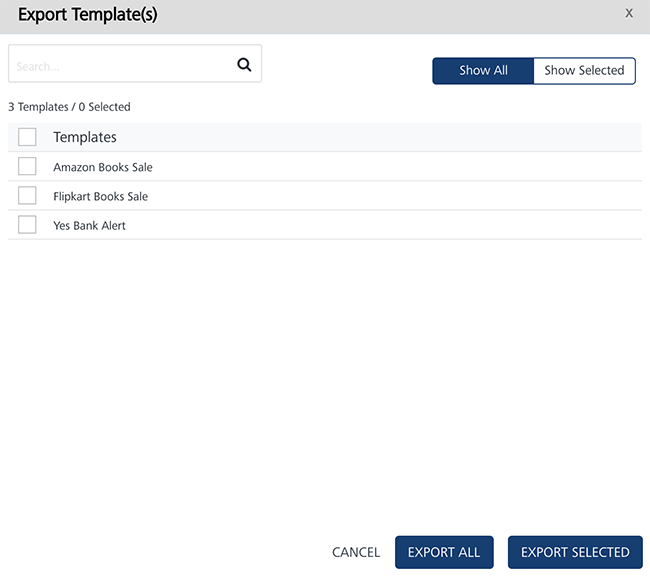 Export Template(s) X
Search...
Show All Show Selected
3 Templates / 0 Selected
Templates
Amazon Books Sale
Flipkart Books Sale
Yes Bank Alert
CANCEL EXPORT ALL EXPORT SELECTED